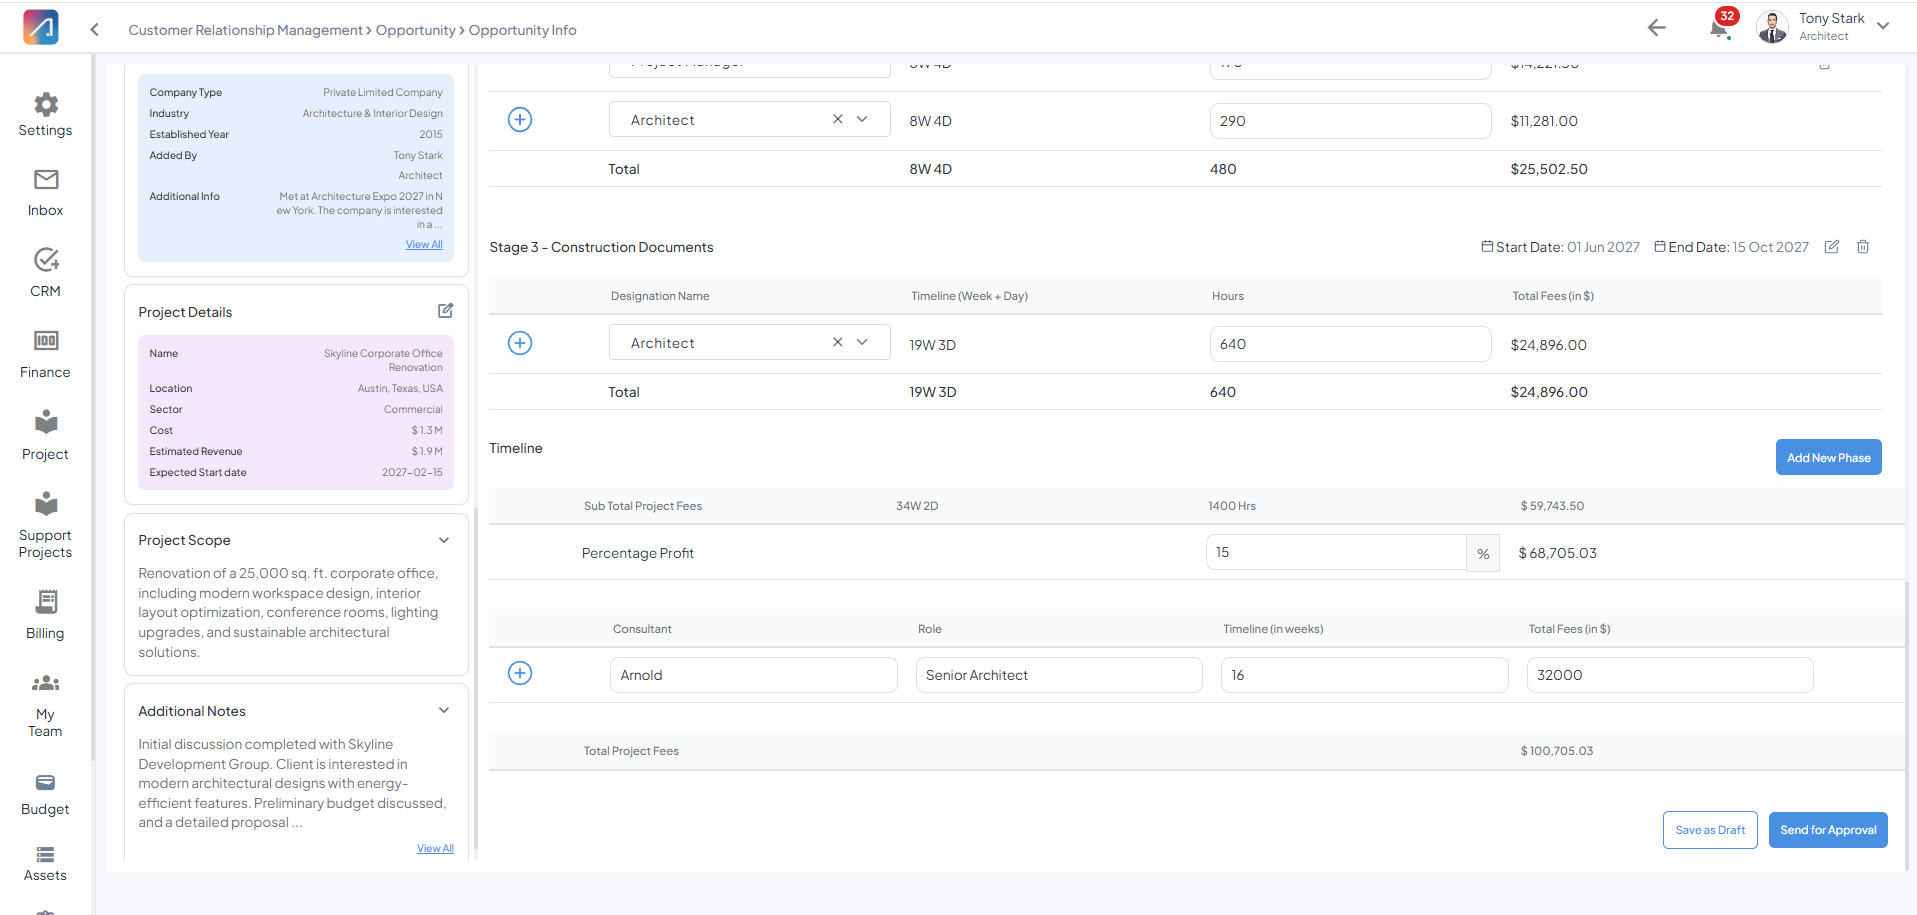 Customer Relationship Management > Opportunity > Opportunity Info
32
Tony Stark
Architect
Settings
Inbox
CRM
Finance
Project
Support
Projects
Billing
My
Team
Budget
Assets
Company Type Private Limited Company
Industry Architecture & Interior Design
Established Year 2015
Added By Tony Stark
Architect
Additional Info Met at Architecture Expo 2027 in N
ew York. The company is interested
in a ...
View All
Project Details
Name Skyline Corporate Office
Renovation
Location Austin, Texas, USA
Sector Commercial
Cost $ 1.3 M
Estimated Revenue $ 1.9 M
Expected Start date 2027-02-15
Project Scope
Renovation of a 25,000 sq. ft. corporate office,
including modern workspace design, interior
layout optimization, conference rooms, lighting
upgrades, and sustainable architectural
solutions.
Additional Notes
Initial discussion completed with Skyline
Development Group. Client is interested in
modern architectural designs with energy-
efficient features. Preliminary budget discussed,
and a detailed proposal ...
View All
Project Manager 8W 4D $14,221.50
Architect 8W 4D 290 $11,281.00
Total 8W 4D 480 $25,502.50
Stage 3 - Construction Documents Start Date: 01 Jun 2027 End Date: 15 Oct 2027
Designation Name Timeline (Week + Day) Hours Total Fees (in $)
Architect 19W 3D 640 $24,896.00
Total 19W 3D 640 $24,896.00
Timeline
Add New Phase
Sub Total Project Fees 34W 2D 1400 Hrs $ 59,743.50
Percentage Profit 15 % $ 68,705.03
Consultant Role Timeline (in weeks) Total Fees (in $)
Arnold Senior Architect 16 32000
Total Project Fees $ 100,705.03
Save as Draft Send for Approval